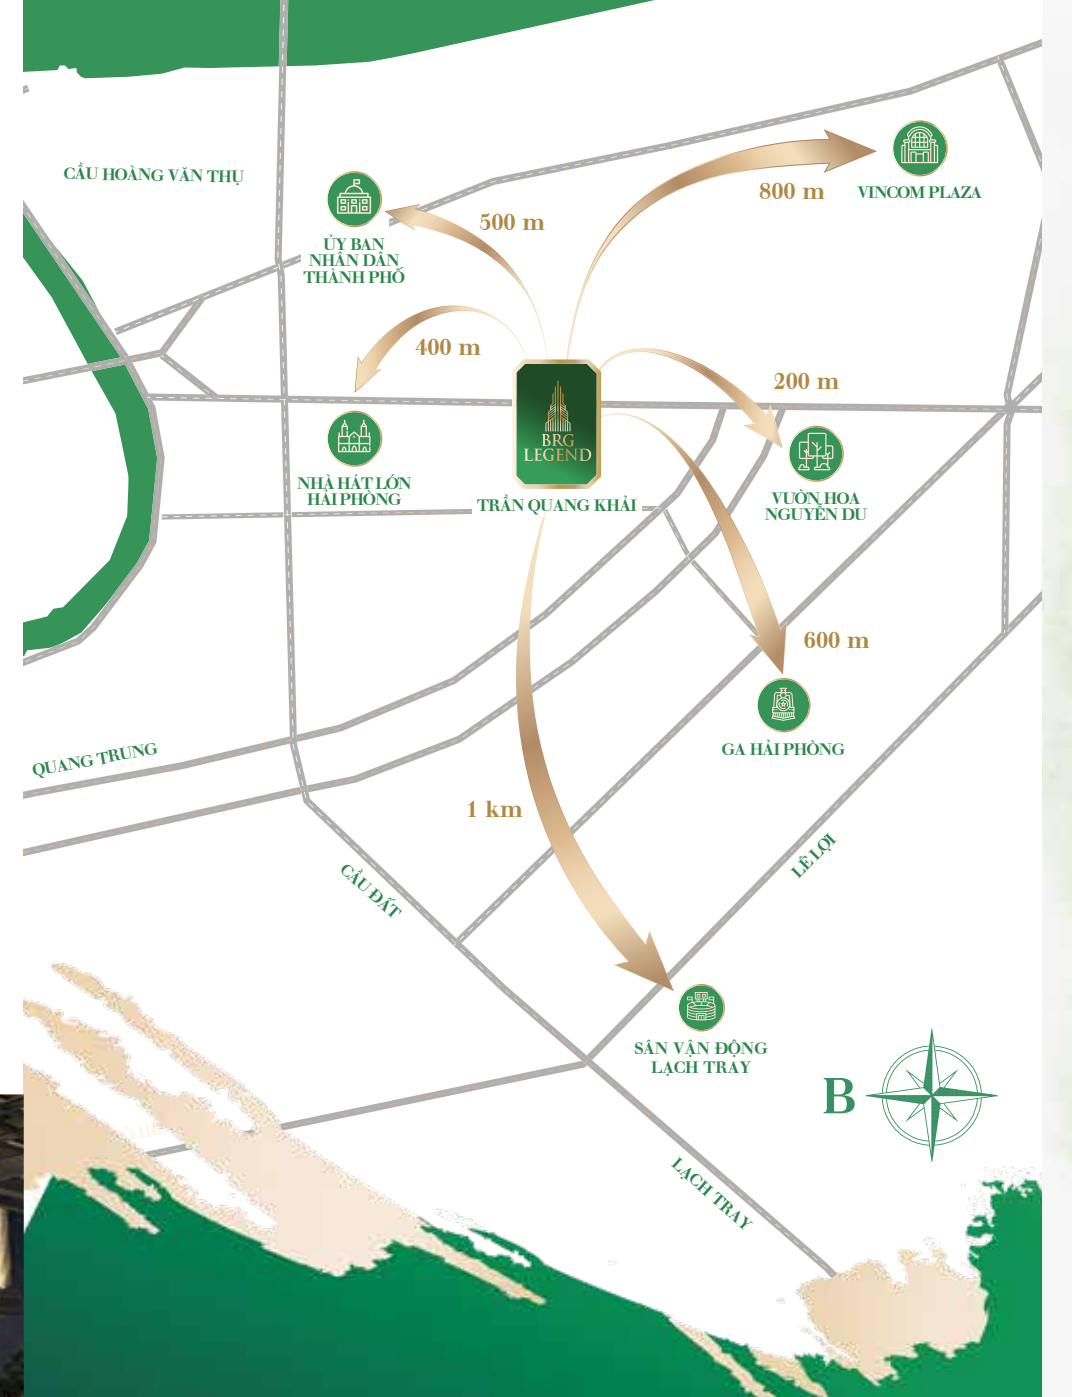 CẦU HOÀNG VĂN THỤ
800 m
VINCOM PLAZA
500 m
ỦY BAN
NHÂN DÂN
THÀNH PHỐ
400 m
200 m
BRG
LEGEND
NHÀ HÁT LỚN
HẢI PHÒNG
TRẦN QUANG KHẢI
VƯỜN HOA
NGUYỄN DU
600 m
GA HẢI PHÒNG
QUANG TRUNG
1 km
CẦU ĐẤT
LÊ LỢI
SÂN VẬN ĐỘNG
LẠCH TRAY
B
LẠCH TRAY